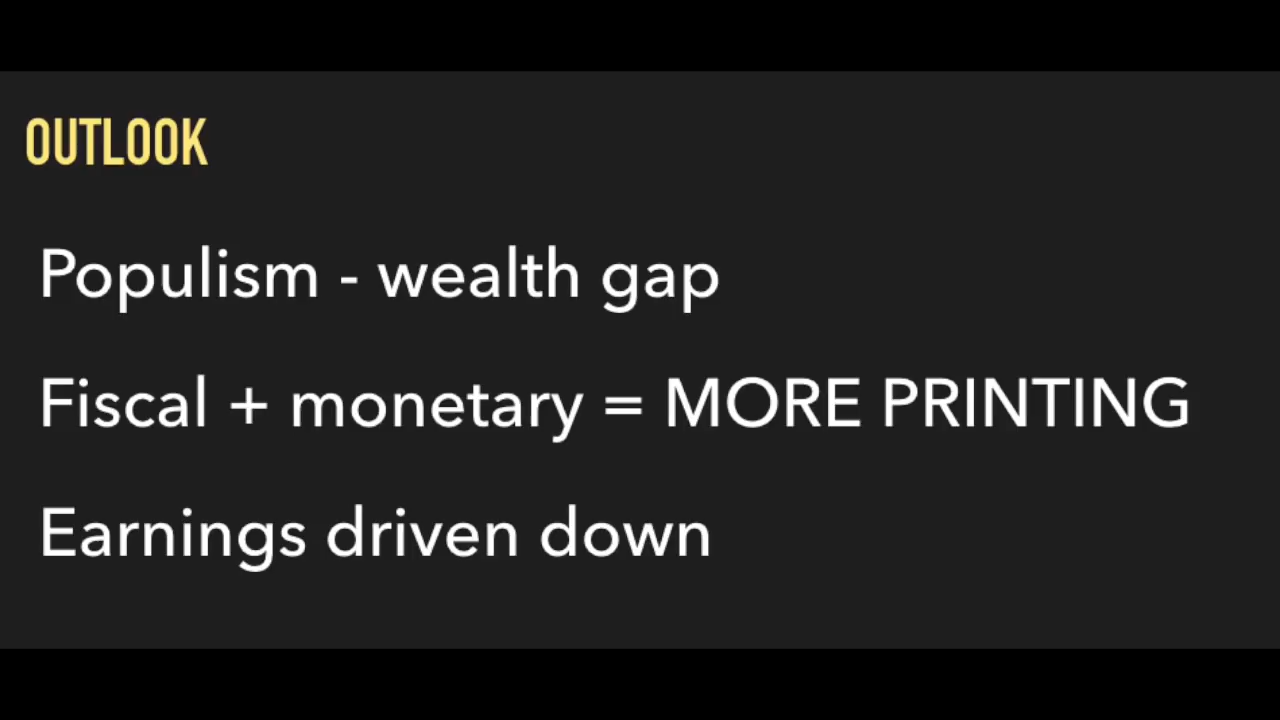 OUTLOOK
Populism - wealth gap
Fiscal + monetary = MORE PRINTING
Earnings driven down